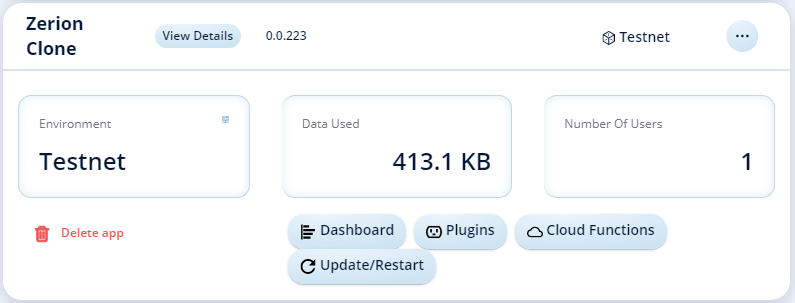 Zerion
Clone
View Details
0.0.223
Testnet
...
Environment
Testnet
Data Used
413.1 KB
Number Of Users
1
Delete app
Dashboard
Plugins
Cloud Functions
Update/Restart